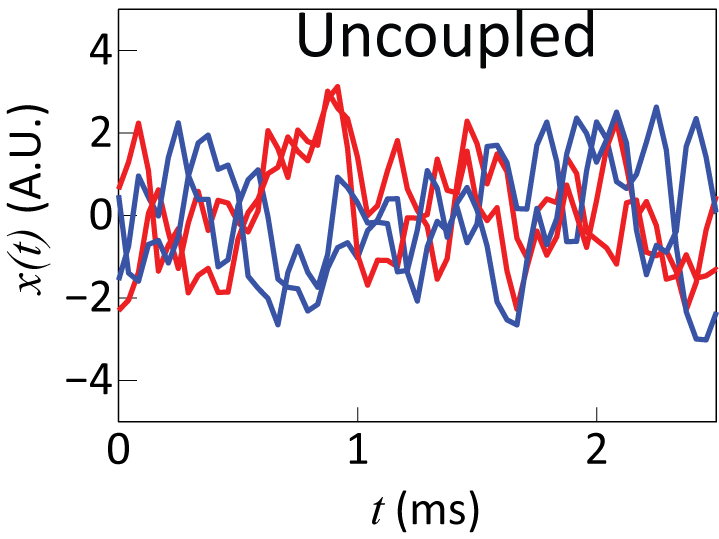 Uncoupled
x(t) (A.U.)
4
2
0
−2
−4
0 1 2
t (ms)